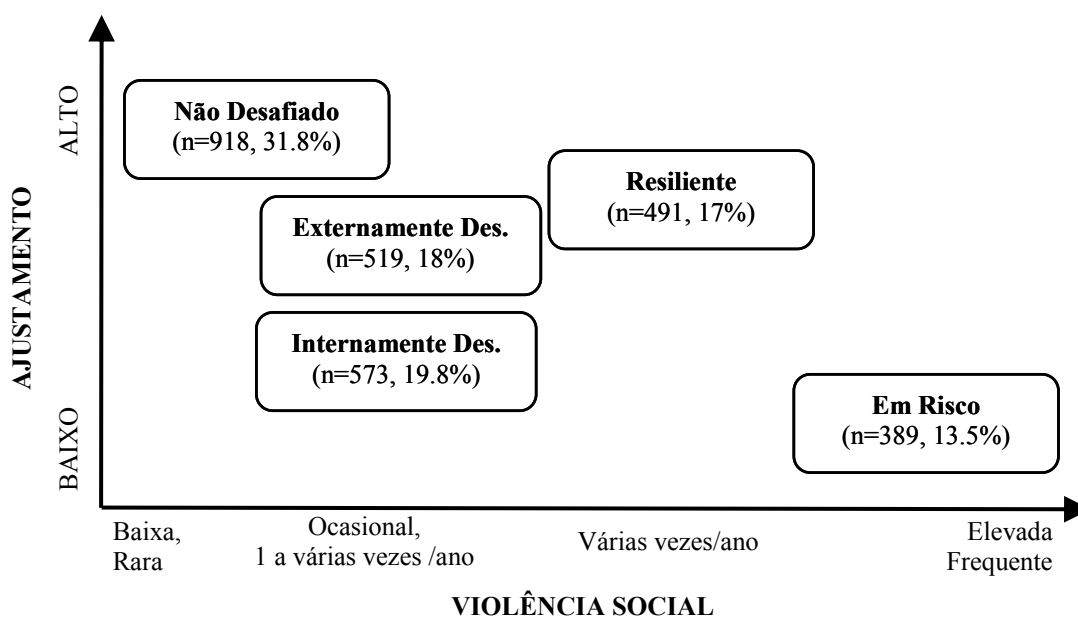 ALTO
AJUSTAMENTO
BAIXO
Não Desafiado
(n=918, 31.8%)
Resiliente
(n=491, 17%)
Externamente Des.
(n=519, 18%)
Internamente Des.
(n=573, 19.8%)
Em Risco
(n=389, 13.5%)
Baixa,
Rara
Ocasional,
1 a várias vezes /ano
Várias vezes/ano
Elevada
Frequente
VIOLÊNCIA SOCIAL